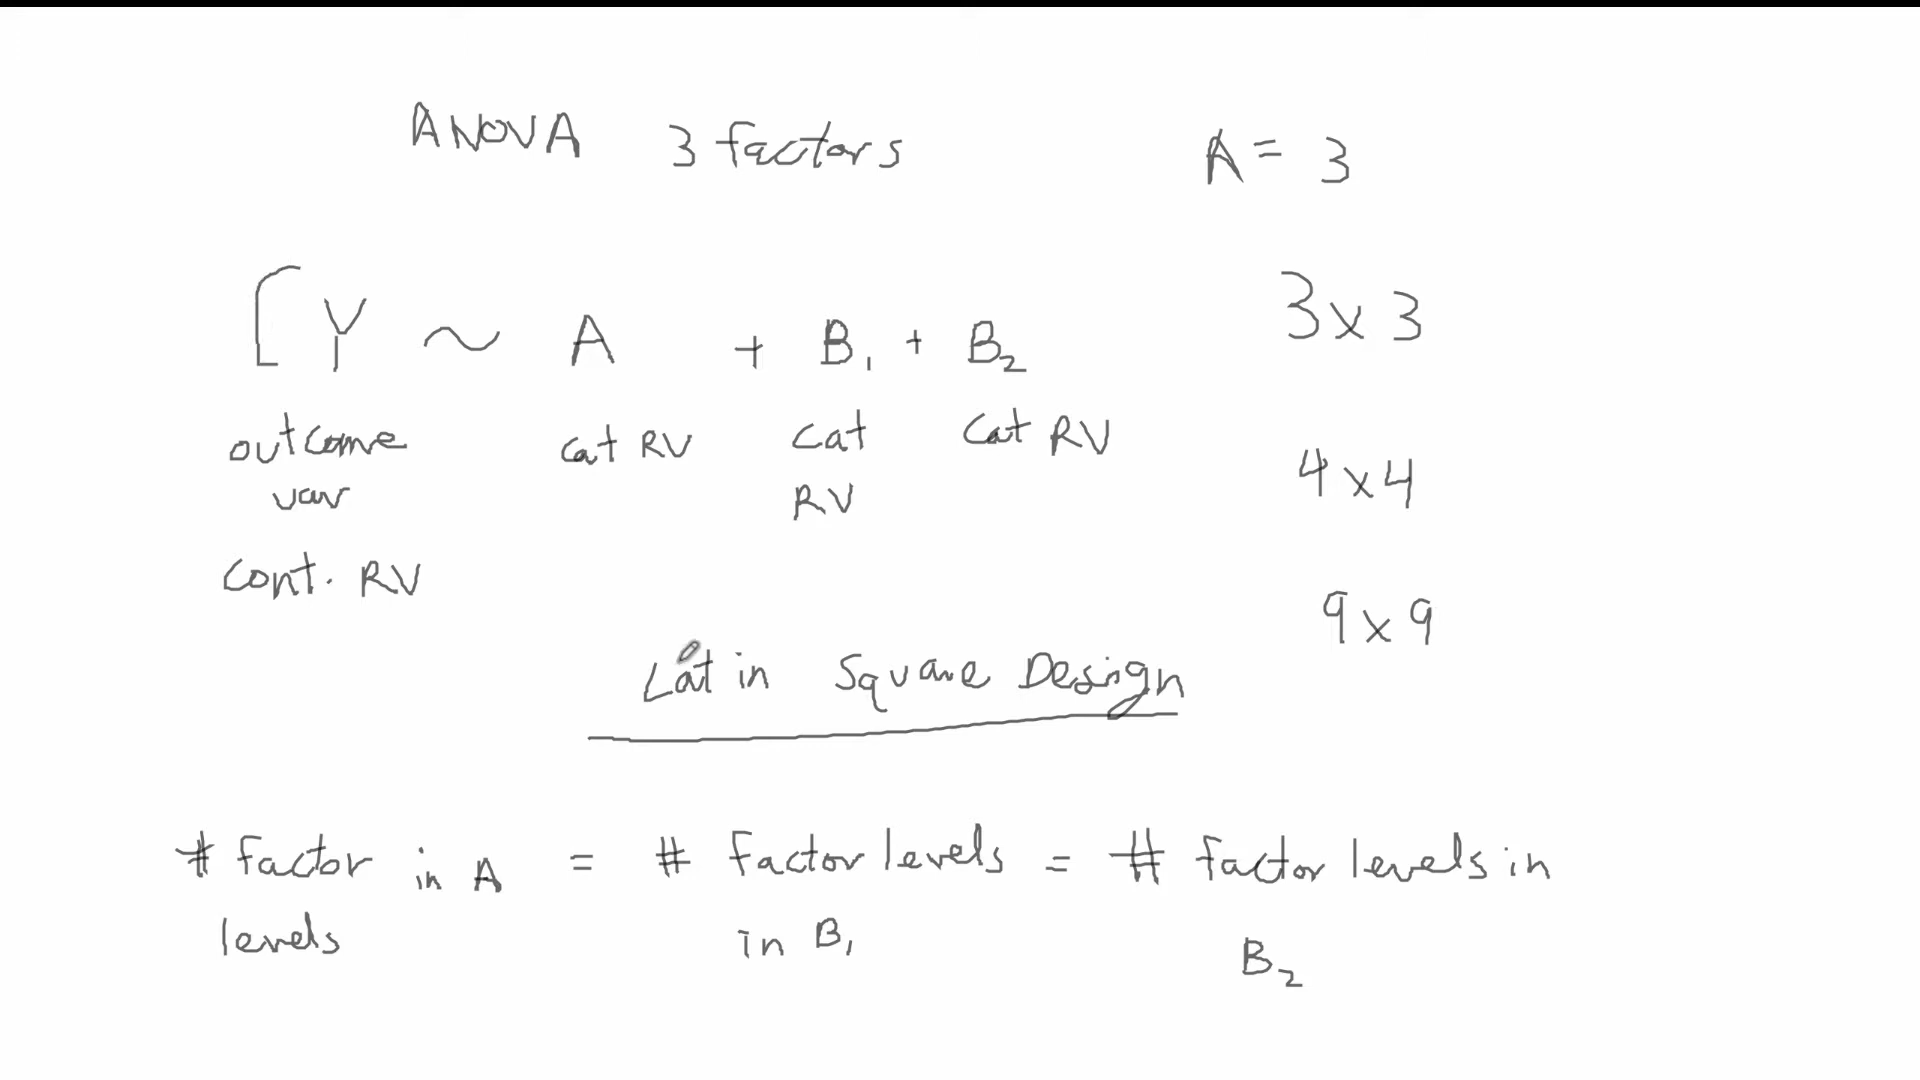 ANOVA 3 factors
A = 3
[Y ~ A + B₁ + B₂
3x3
outcome var
cat RV
cat RV
cat RV
4x4
cont. RV
9x9
Latin Square Design
# factor levels in A = # factor levels in B₁ = # factor levels in B₂